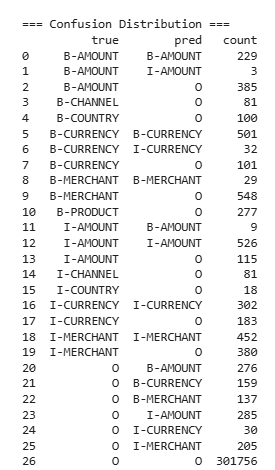 === Confusion Distribution ===
true pred count
0 B-AMOUNT B-AMOUNT 229
1 B-AMOUNT I-AMOUNT 3
2 B-AMOUNT O 385
3 B-CHANNEL O 81
4 B-COUNTRY O 100
5 B-CURRENCY B-CURRENCY 501
6 B-CURRENCY I-CURRENCY 32
7 B-CURRENCY O 101
8 B-MERCHANT B-MERCHANT 29
9 B-MERCHANT O 548
10 B-PRODUCT O 277
11 I-AMOUNT B-AMOUNT 9
12 I-AMOUNT I-AMOUNT 526
13 I-AMOUNT O 115
14 I-CHANNEL O 81
15 I-COUNTRY O 18
16 I-CURRENCY I-CURRENCY 302
17 I-CURRENCY O 183
18 I-MERCHANT I-MERCHANT 452
19 I-MERCHANT O 380
20 O B-AMOUNT 276
21 O B-CURRENCY 159
22 O B-MERCHANT 137
23 O I-AMOUNT 285
24 O I-CURRENCY 30
25 O I-MERCHANT 205
26 O O 301756